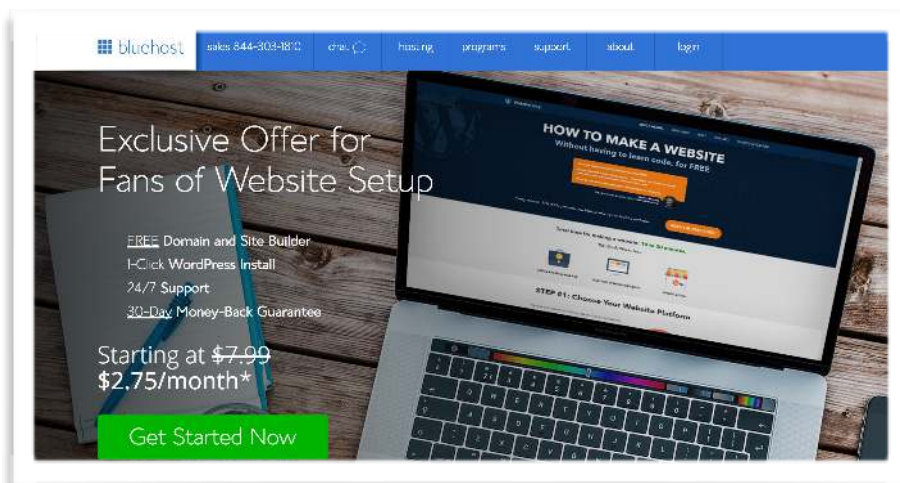 bluehost
sales 844-303-1810
chat
hosting
programs
support
about
login
Exclusive Offer for
Fans of Website Setup
FREE Domain and Site Builder
1-Click WordPress Install
24/7 Support
30-Day Money-Back Guarantee
Starting at $7.99
$2.75/month*
Get Started Now
HOW TO MAKE A WEBSITE
Without having to learn code, for FREE
STEP #1: Choose Your Website Platform